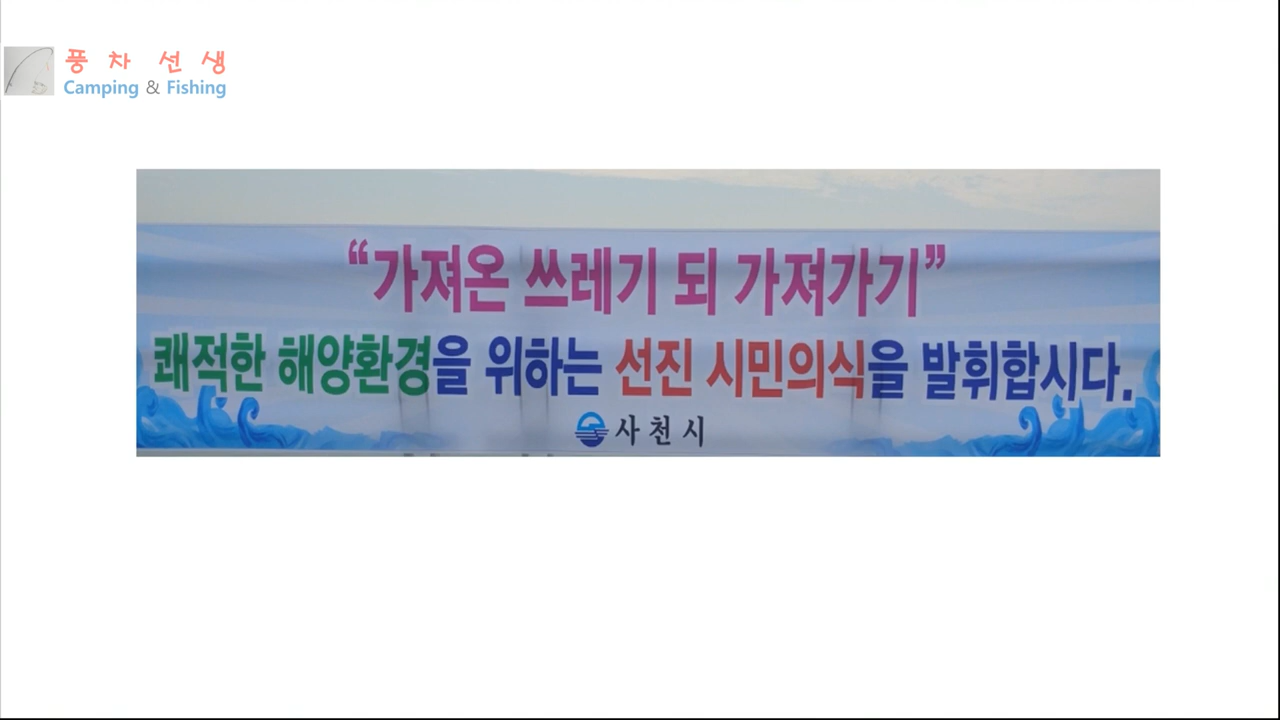 풍차선생
Camping & Fishing
“가져온 쓰레기 되 가져가기”
쾌적한 해양환경을 위하는 선진 시민의식을 발휘합시다.
사천시